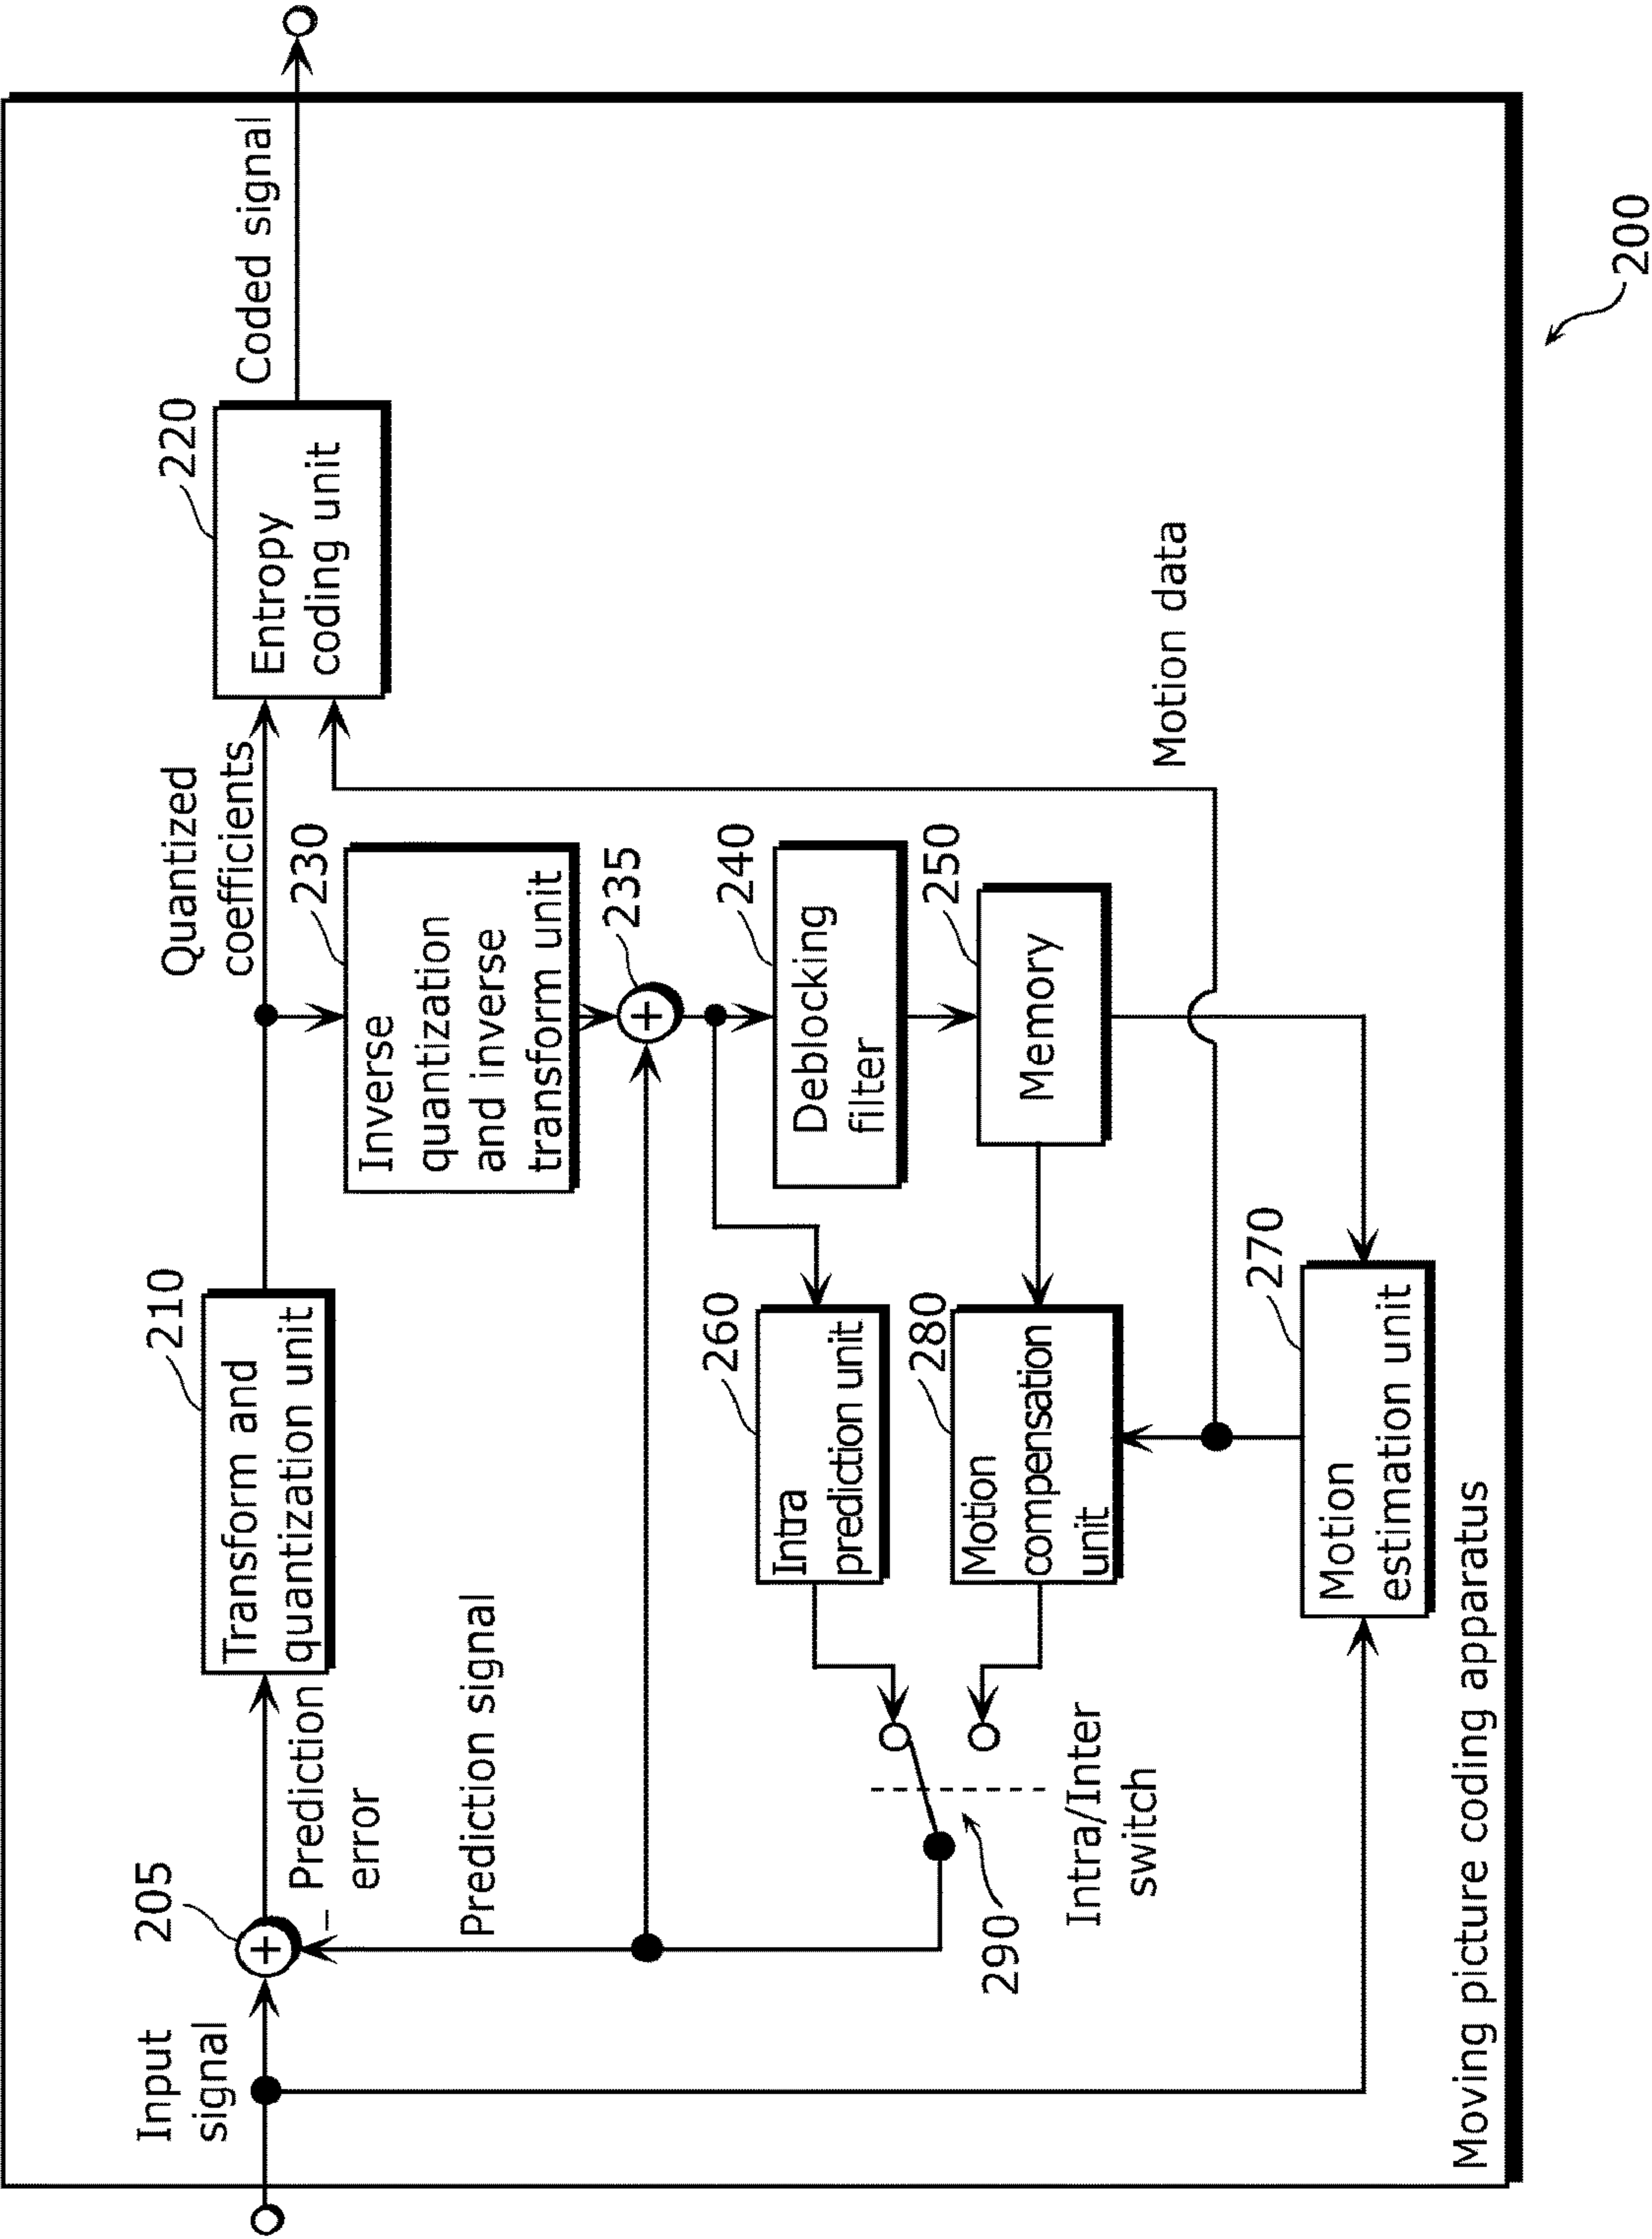 Input
signal
205
Prediction
error
−
+
210
Transform and
quantization unit
Quantized
coefficients
220
Entropy
coding unit
Coded signal
230
Inverse
quantization
and inverse
transform unit
Prediction signal
235
+
240
Deblocking
filter
250
Memory
260
Intra
prediction unit
280
Motion
compensation
unit
290
Intra/Inter
switch
270
Motion
estimation unit
Motion data
Moving picture coding apparatus
200